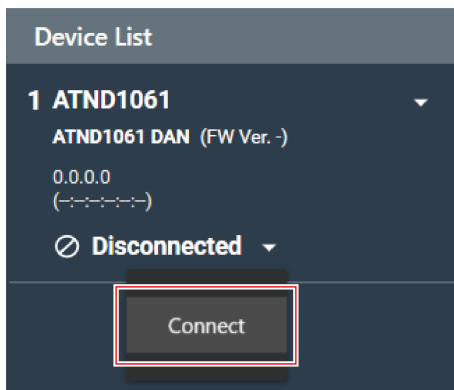 Device List
1 ATND1061
ATND1061 DAN (FW Ver. -)
0.0.0.0
(--:--:--:--:--:--)
Disconnected
Connect